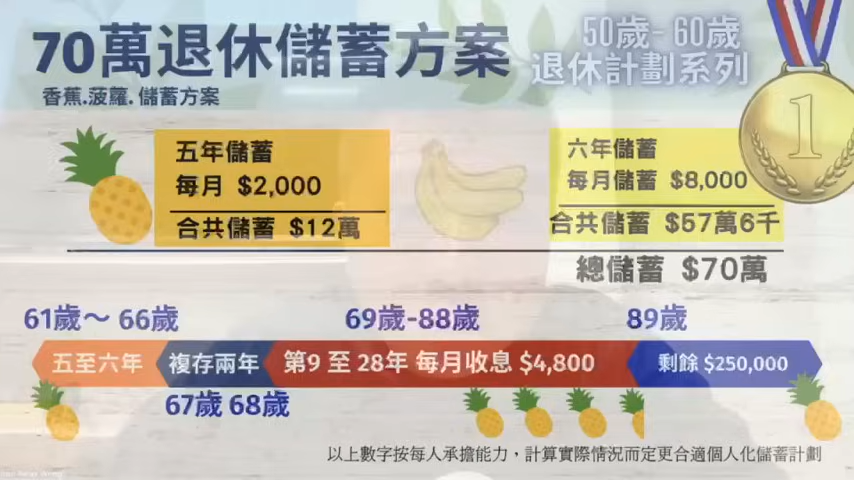 70萬退休儲蓄方案
50歲- 60歲
退休計劃系列
香蕉.菠蘿. 儲蓄方案
1
五年儲蓄
每月 $2,000
合共儲蓄 $12萬
六年儲蓄
每月儲蓄 $8,000
合共儲蓄 $57萬6千
總儲蓄 $70萬
61歲～ 66歲
69歲-88歲
89歲
五至六年
複存兩年
第9 至 28年 每月收息 $4,800
剩餘 $250,000
67歲 68歲
以上數字按每人承擔能力，計算實際情況而定更合適個人化儲蓄計劃